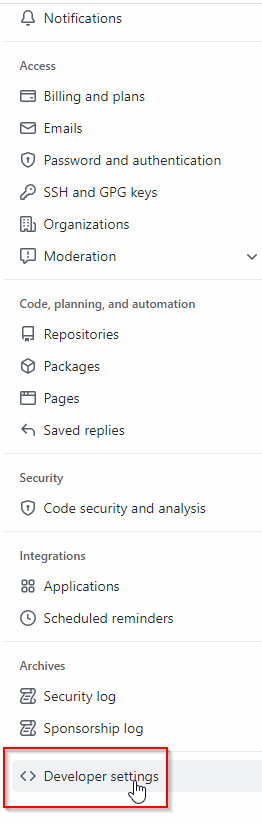 Notifications
Access
Billing and plans
Emails
Password and authentication
SSH and GPG keys
Organizations
Moderation
Code, planning, and automation
Repositories
Packages
Pages
Saved replies
Security
Code security and analysis
Integrations
Applications
Scheduled reminders
Archives
Security log
Sponsorship log
Developer settings